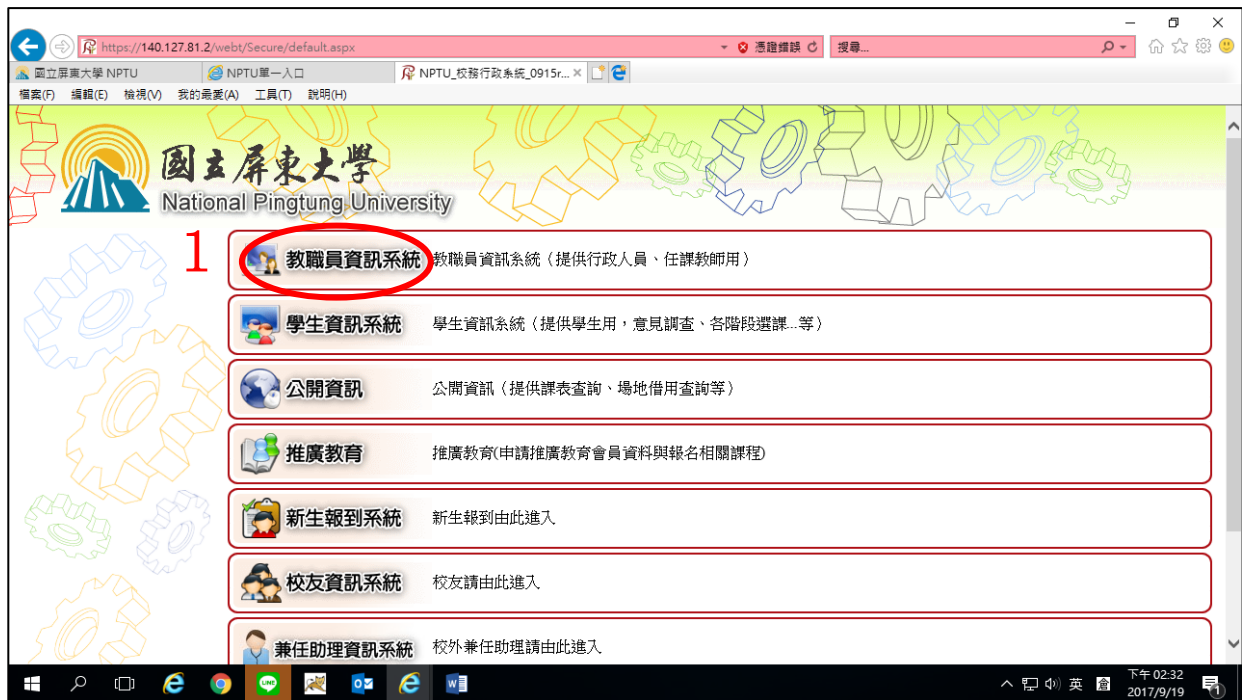 https://140.127.81.2/webt/Secure/default.aspx
憑證錯誤
搜尋...
國立屏東大學 NPTU
NPTU單一入口
NPTU_校務行政系統_0915r...
檔案(F) 編輯(E) 檢視(V) 我的最愛(A) 工具(T) 說明(H)
國立屏東大學
National Pingtung University
1
教職員資訊系統 教職員資訊系統（提供行政人員、任課教師用）
學生資訊系統 學生資訊系統（提供學生用，意見調查、各階段選課...等）
公開資訊 公開資訊（提供課表查詢、場地借用查詢等）
推廣教育 推廣教育(申請推廣教育會員資料與報名相關課程)
新生報到系統 新生報到由此進入
校友資訊系統 校友請由此進入
兼任助理資訊系統 校外兼任助理請由此進入
LINE
英
下午 02:32
2017/9/19